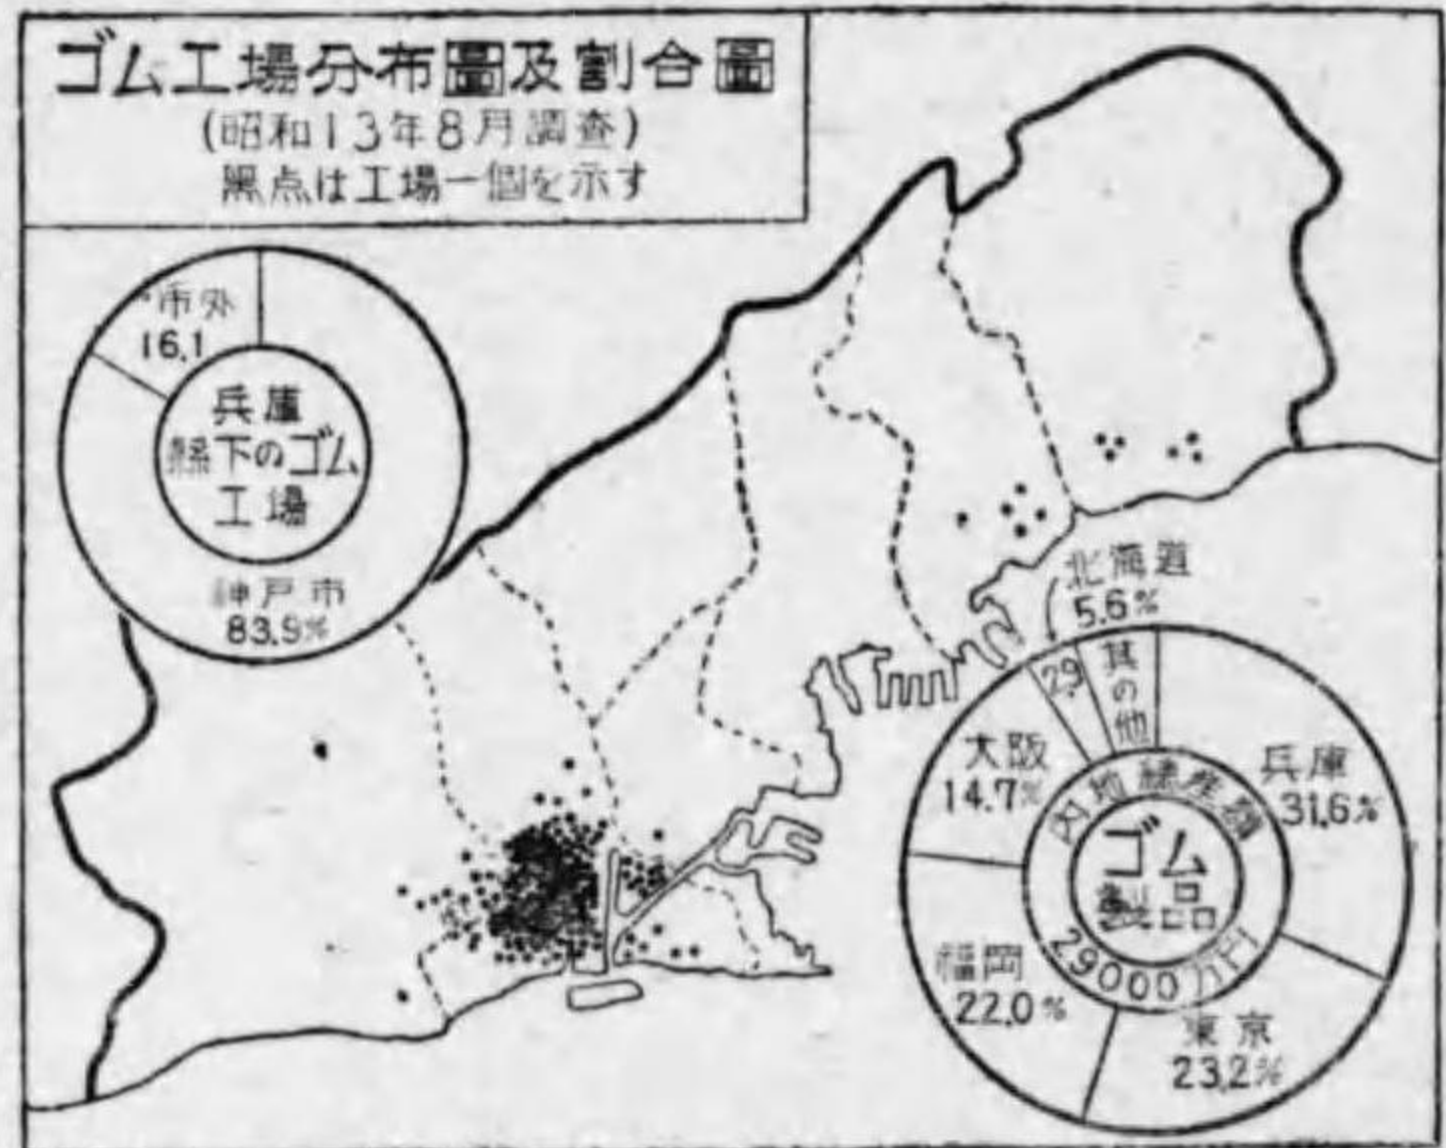 ゴム工場分布圖及割合圖
(昭和13年8月調査)
黒点は工場一個を示す
市外
16.1
兵庫
縣下のゴム
工場
神戸市
83.9%
北海道
5.6%
2.9
其の他
大阪
14.7%
兵庫
31.6%
内地總産額
ゴム
製品
29000万円
福岡
22.0%
東京
23.2%